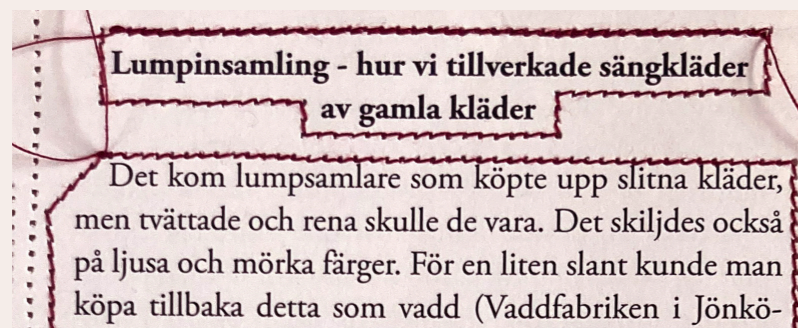 Lumpinsamling - hur vi tillverkade sängkläder
av gamla kläder
Det kom lumpsamlare som köpte upp slitna kläder,
men tvättade och rena skulle de vara. Det skiljdes också
på ljusa och mörka färger. För en liten slant kunde man
köpa tillbaka detta som vadd (Vaddfabriken i Jönkö-